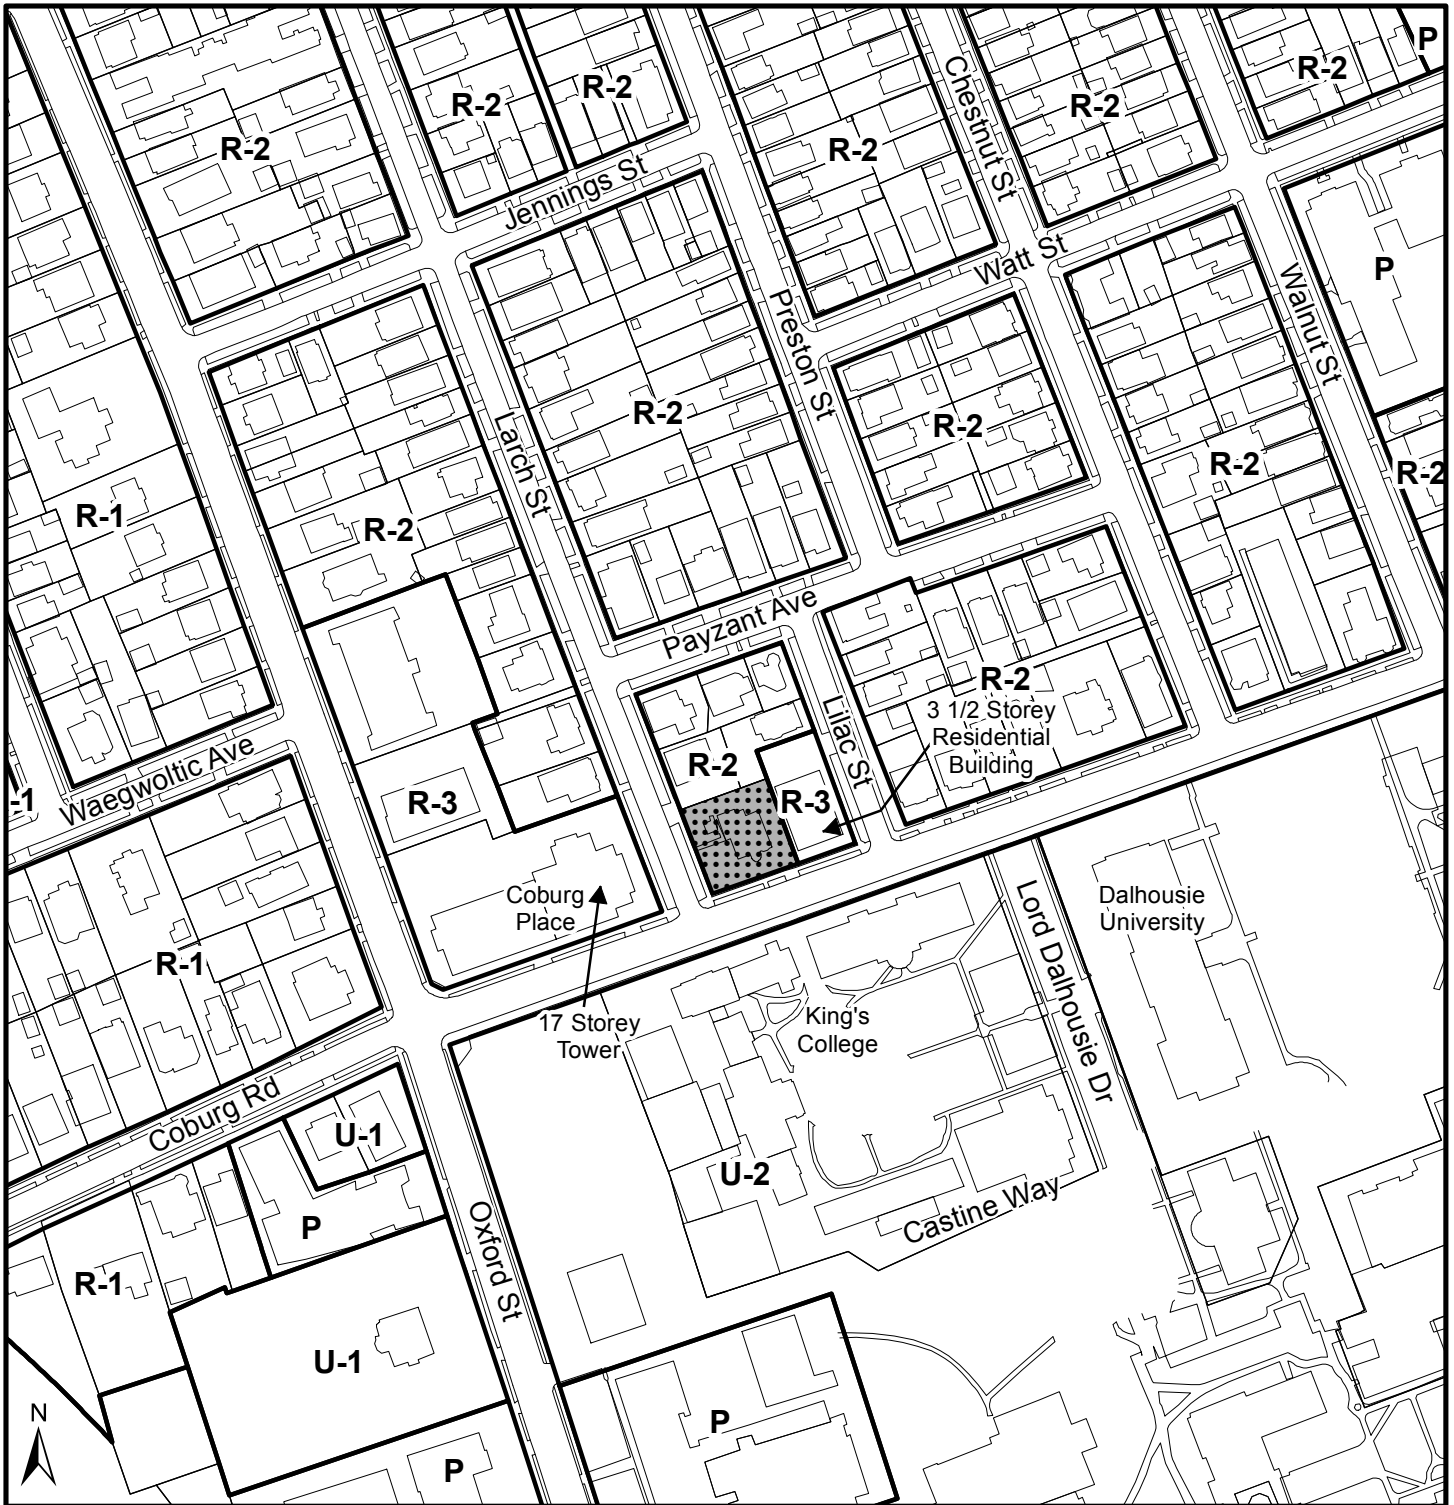 P
R-2
R-2
R-2
R-2
R-2
R-2
Chestnut St
Jennings St
Watt St
P
Preston St
Walnut St
R-2
R-2
R-2
R-2
Larch St
R-1
R-2
Payzant Ave
R-2
3 1/2 Storey
Residential
Building
Lilac St
Waegwoltic Ave
-1
R-2
R-3
R-3
Coburg
Place
Dalhousie
University
Lord Dalhousie Dr
R-1
17 Storey
Tower
King's
College
Coburg Rd
U-1
U-2
Castine Way
Oxford St
P
R-1
U-1
N
P
P